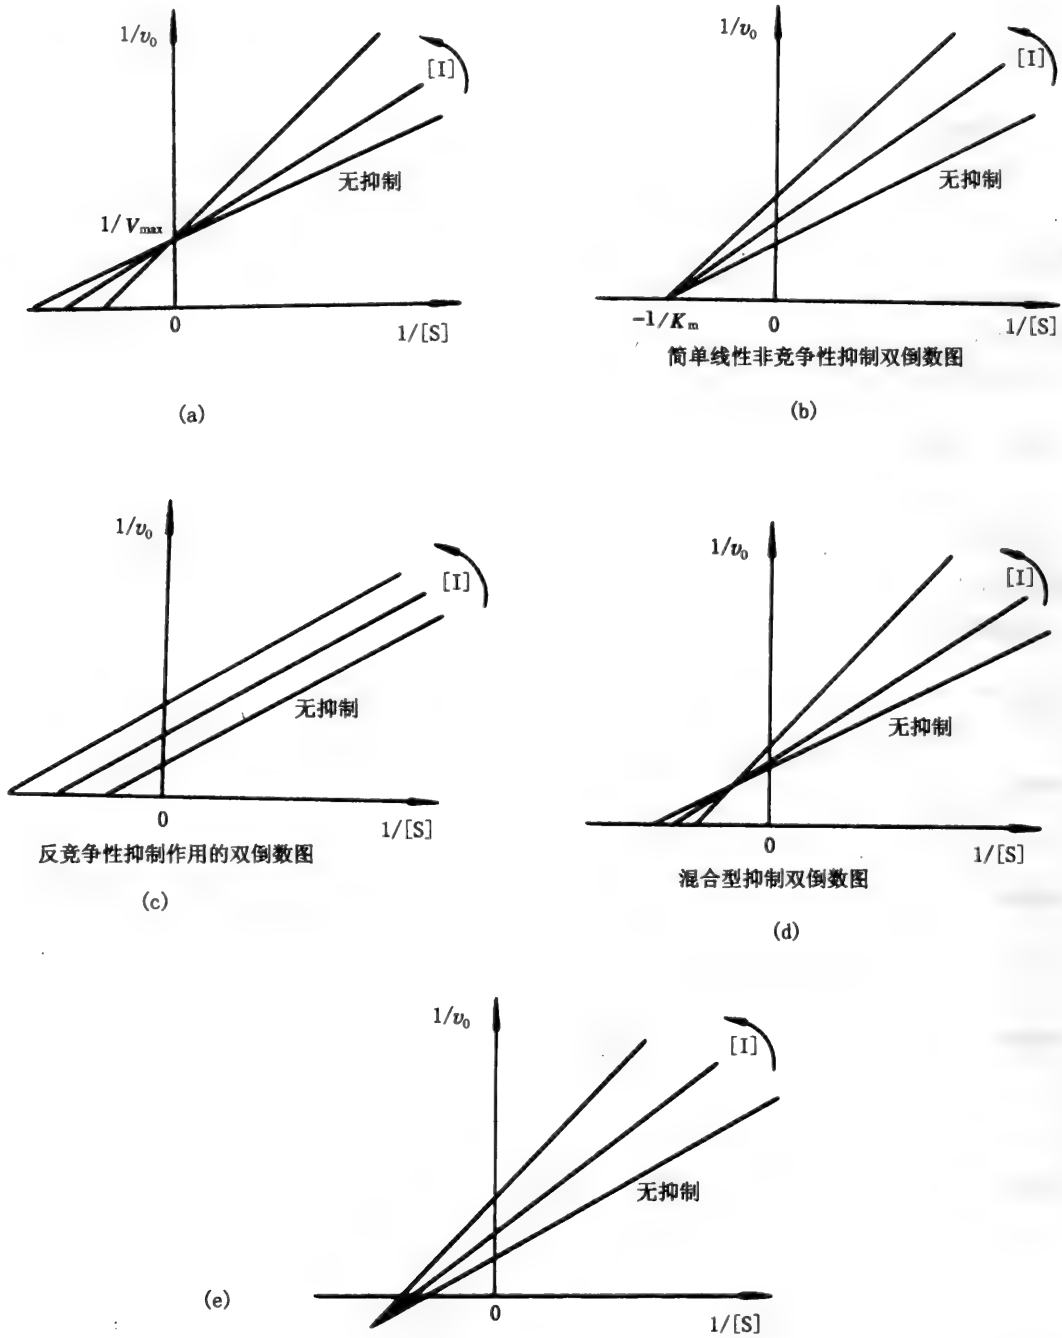 1/v₀
[I]
无抑制
1/Vmax
0
1/[S]
(a)
1/v₀
[I]
无抑制
-1/Km
0
1/[S]
简单线性非竞争性抑制双倒数图
(b)
1/v₀
[I]
无抑制
0
1/[S]
反竞争性抑制作用的双倒数图
(c)
1/v₀
[I]
无抑制
0
1/[S]
混合型抑制双倒数图
(d)
1/v₀
[I]
无抑制
(e)
0
1/[S]